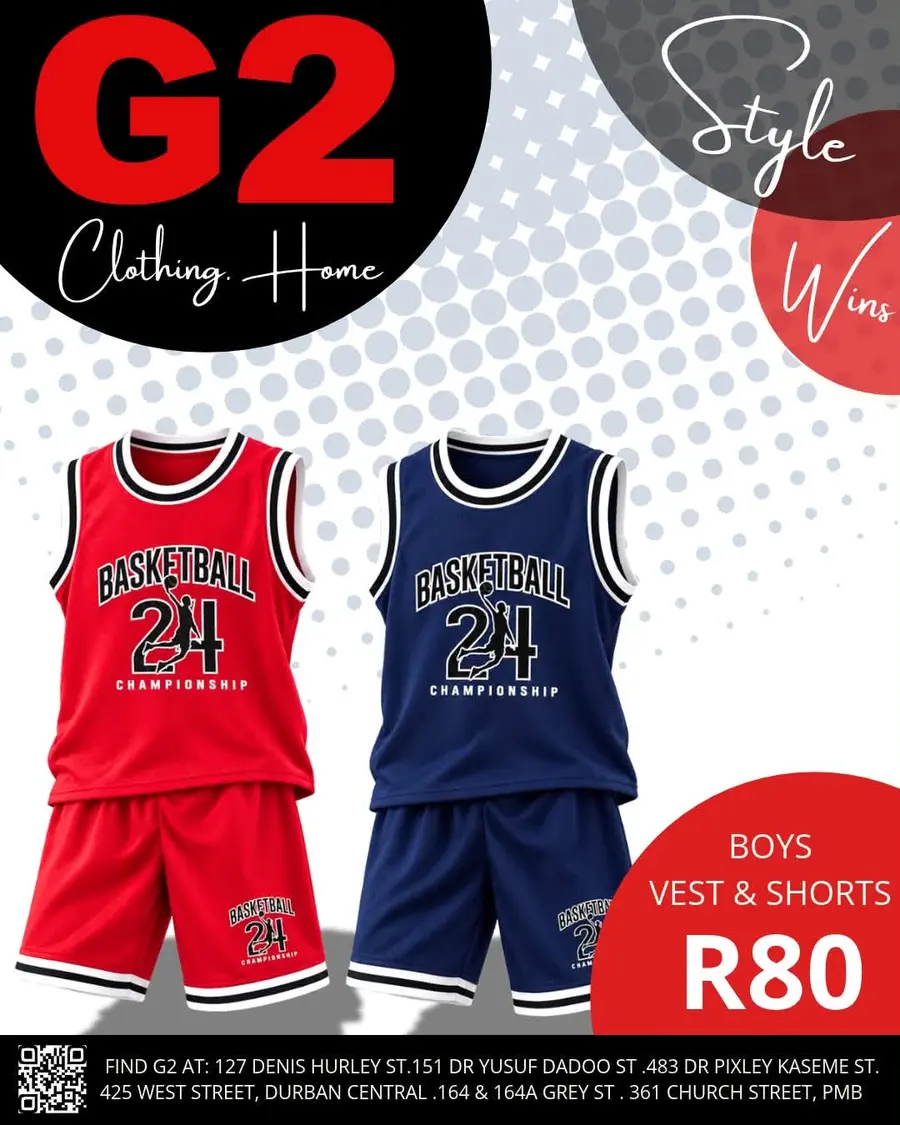 G2
Clothing. Home
Style
Wins
BASKETBALL
24
CHAMPIONSHIP
BASKETBALL
24
CHAMPIONSHIP
BASKETBALL
24
CHAMPIONSHIP
BOYS
VEST & SHORTS
R80
FIND G2 AT: 127 DENIS HURLEY ST.151 DR YUSUF DADOO ST .483 DR PIXLEY KASEME ST.
425 WEST STREET, DURBAN CENTRAL .164 & 164A GREY ST . 361 CHURCH STREET, PMB